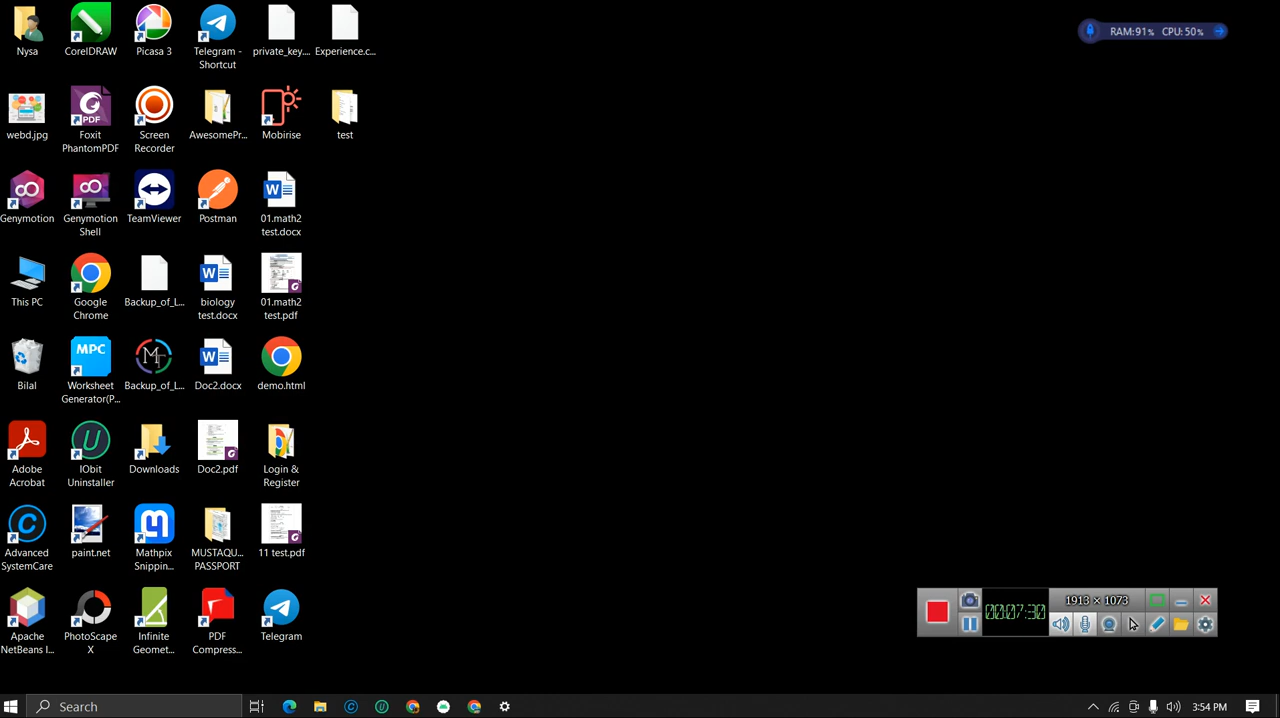 Nysa
CorelDRAW
Picasa 3
Telegram -
Shortcut
private_key....
Experience.c...
RAM:91% CPU:50%
webd.jpg
PDF
Foxit
PhantomPDF
Screen
Recorder
AwesomePr...
Mobirise
test
Genymotion
Genymotion
Shell
TeamViewer
Postman
W
01.math2
test.docx
This PC
Google
Chrome
Backup_of_L...
W
biology
test.docx
01.math2
test.pdf
Bilal
MPC
Worksheet
Generator(P...
MT
Backup_of_L...
W
Doc2.docx
demo.html
Adobe
Acrobat
U
IObit
Uninstaller
Downloads
Doc2.pdf
Login &
Register
C
Advanced
SystemCare
paint.net
Mathpix
Snippin...
MUSTAQU...
PASSPORT
11 test.pdf
Apache
NetBeans I...
PhotoScape
X
Infinite
Geomet...
PDF
Compress...
Telegram
00:07:30
1913 × 1073
Search
3:54 PM